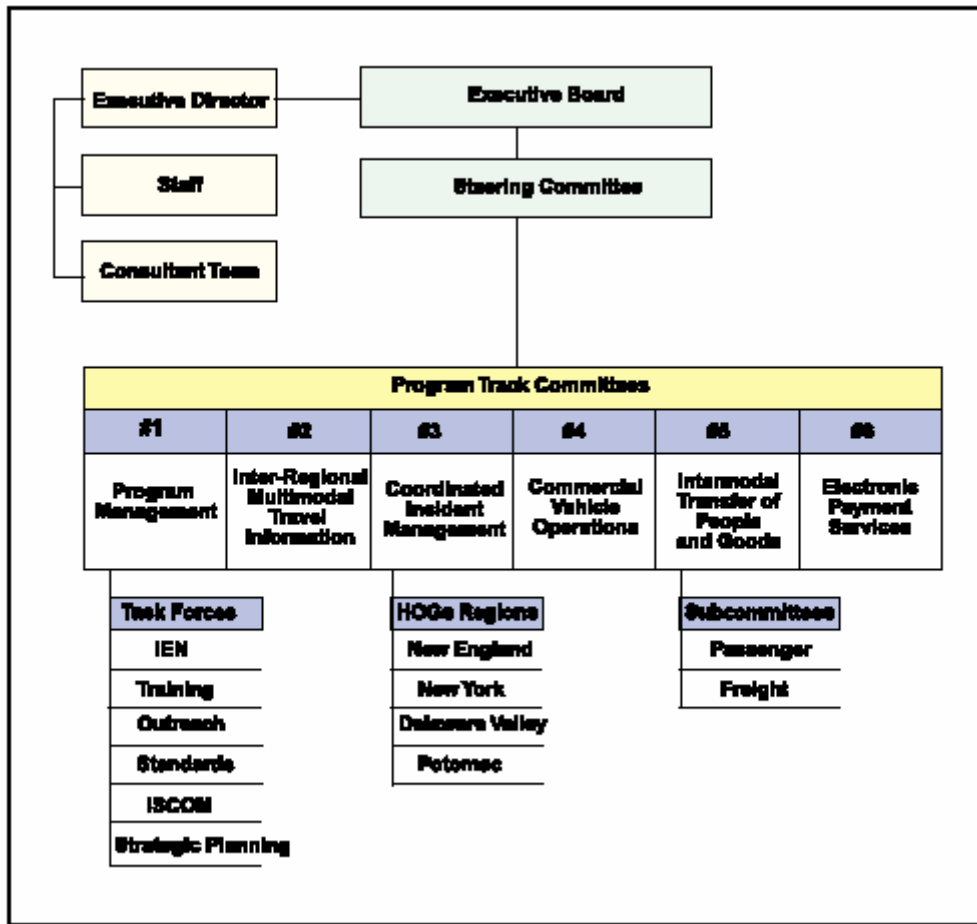 Executive Director
Executive Board
Staff
Steering Committee
Consultant Team
Program Track Committees
#1
#2
#3
#4
#5
#6
Program
Management
Inter-Regional
Multimodal
Travel
Information
Coordinated
Incident
Management
Commercial
Vehicle
Operations
Intermodal
Transfer of
People
and Goods
Electronic
Payment
Services
Task Forces
IEN
Training
Outreach
Standards
ISCOM
Strategic Planning
HOGs Regions
New England
New York
Delaware Valley
Potomac
Subcommittees
Passenger
Freight